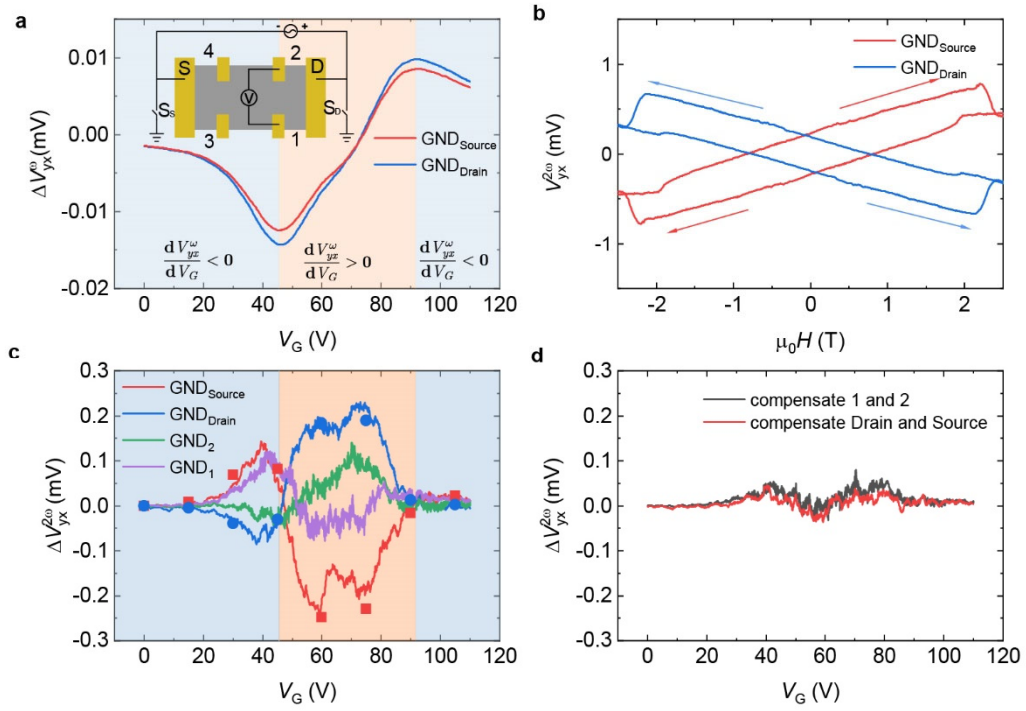 a
ΔV^ω_yx (mV)
0.01
0.00
-0.01
-0.02
- +
4 2
S D
V
S_S S_D
3 1
GND_Source
GND_Drain
dV^ω_yx/dV_G < 0
dV^ω_yx/dV_G > 0
dV^ω_yx/dV_G < 0
0 20 40 60 80 100 120
V_G (V)
b
V^2ω_yx (mV)
1
0
-1
GND_Source
GND_Drain
-2 -1 0 1 2
μ₀H (T)
c
ΔV^2ω_yx (mV)
0.3
0.2
0.1
0.0
-0.1
-0.2
-0.3
GND_Source
GND_Drain
GND_2
GND_1
0 20 40 60 80 100 120
V_G (V)
d
ΔV^2ω_yx (mV)
0.3
0.2
0.1
0.0
-0.1
-0.2
-0.3
compensate 1 and 2
compensate Drain and Source
0 20 40 60 80 100 120
V_G (V)